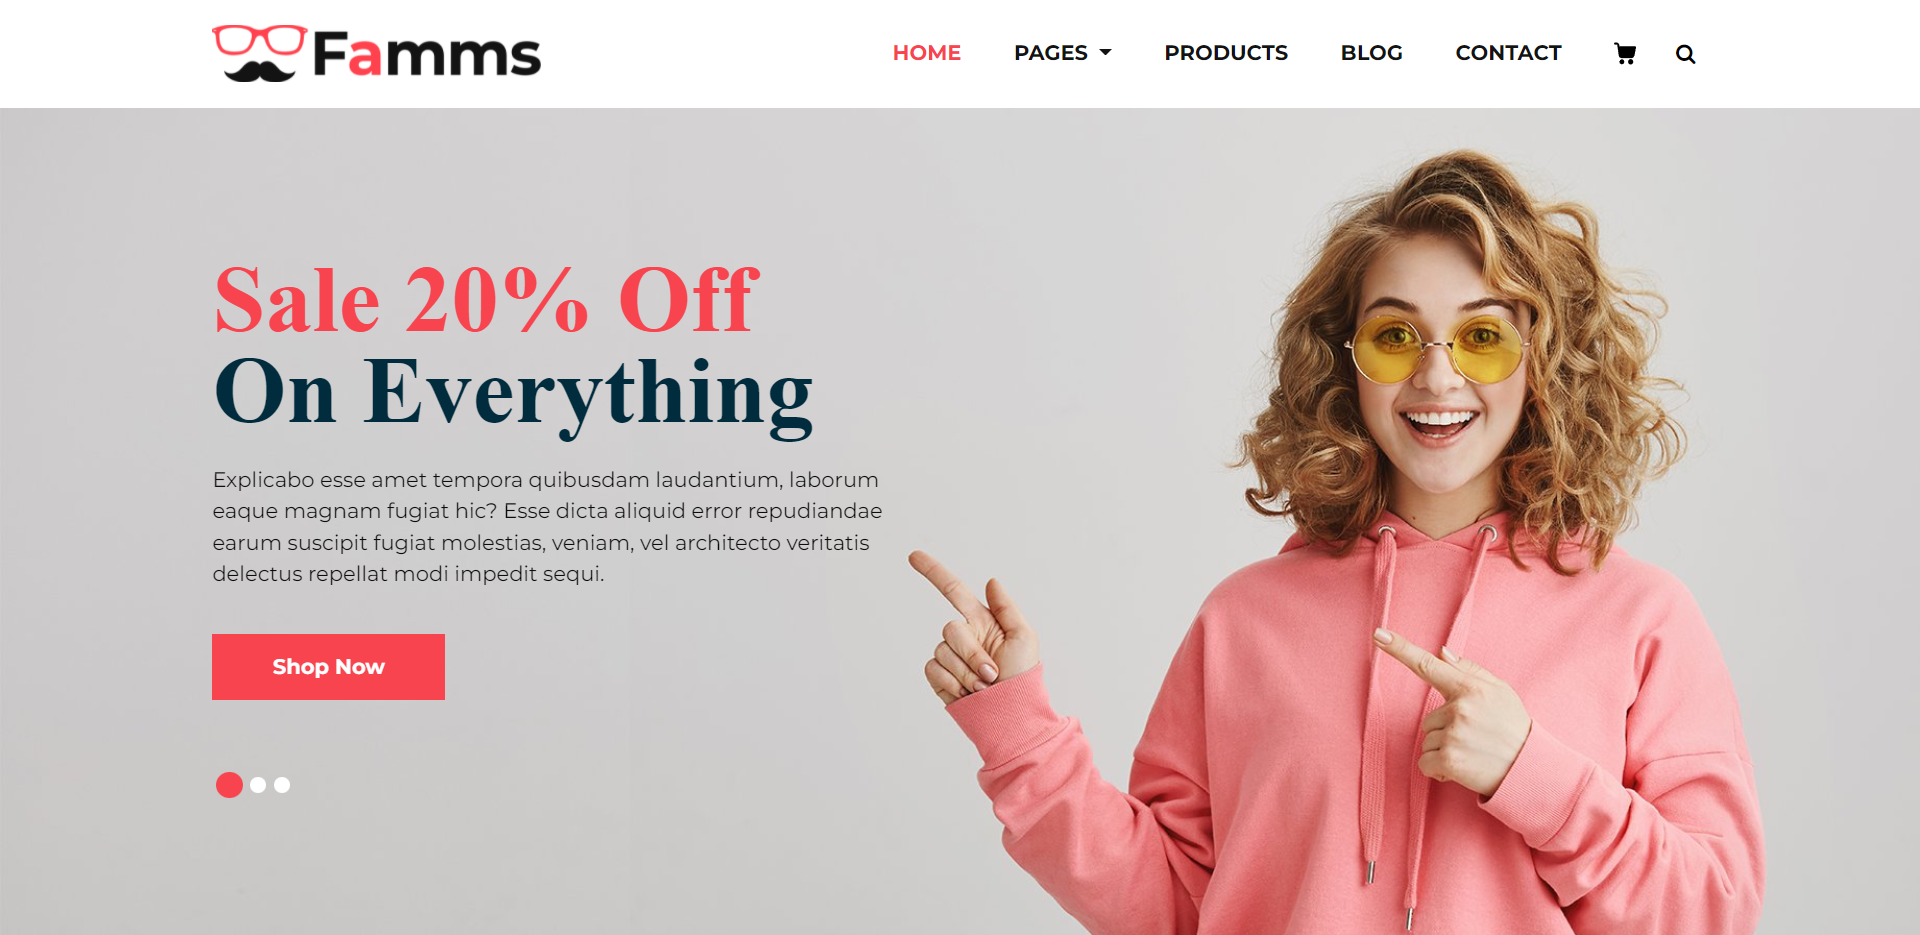 Famms
HOME PAGES PRODUCTS BLOG CONTACT
Sale 20% Off
On Everything
Explicabo esse amet tempora quibusdam laudantium, laborum
eaque magnam fugiat hic? Esse dicta aliquid error repudiandae
earum suscipit fugiat molestias, veniam, vel architecto veritatis
delectus repellat modi impedit sequi.
Shop Now